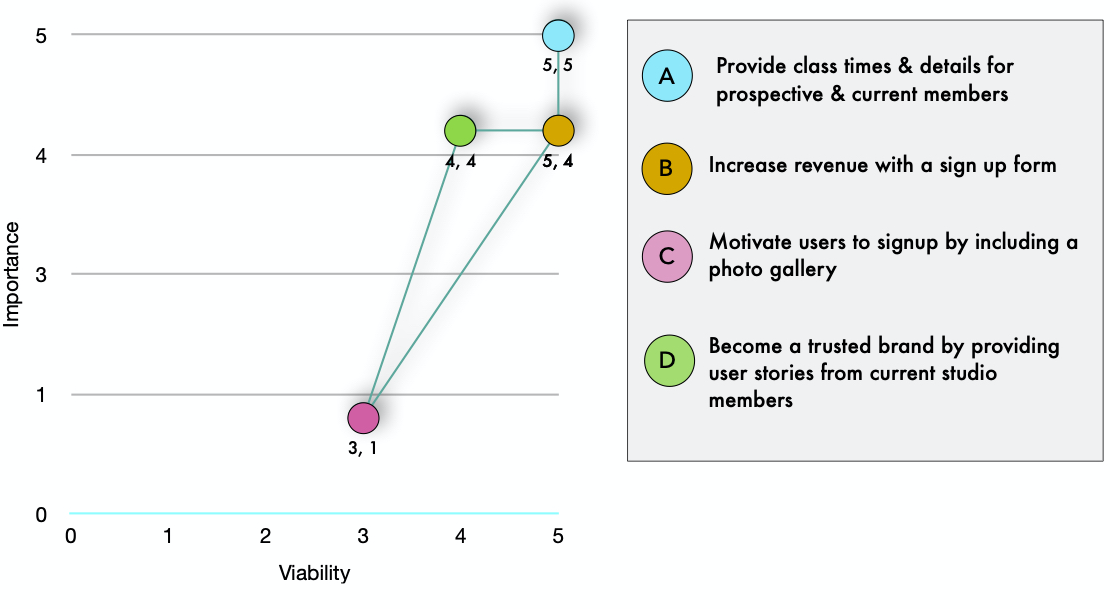 5
5, 5
4
4, 4
5, 4
3
1
3, 1
0
0 1 2 3 4 5
Importance
Viability
A
Provide class times & details for
prospective & current members
B
Increase revenue with a sign up form
C
Motivate users to signup by including a
photo gallery
D
Become a trusted brand by providing
user stories from current studio
members